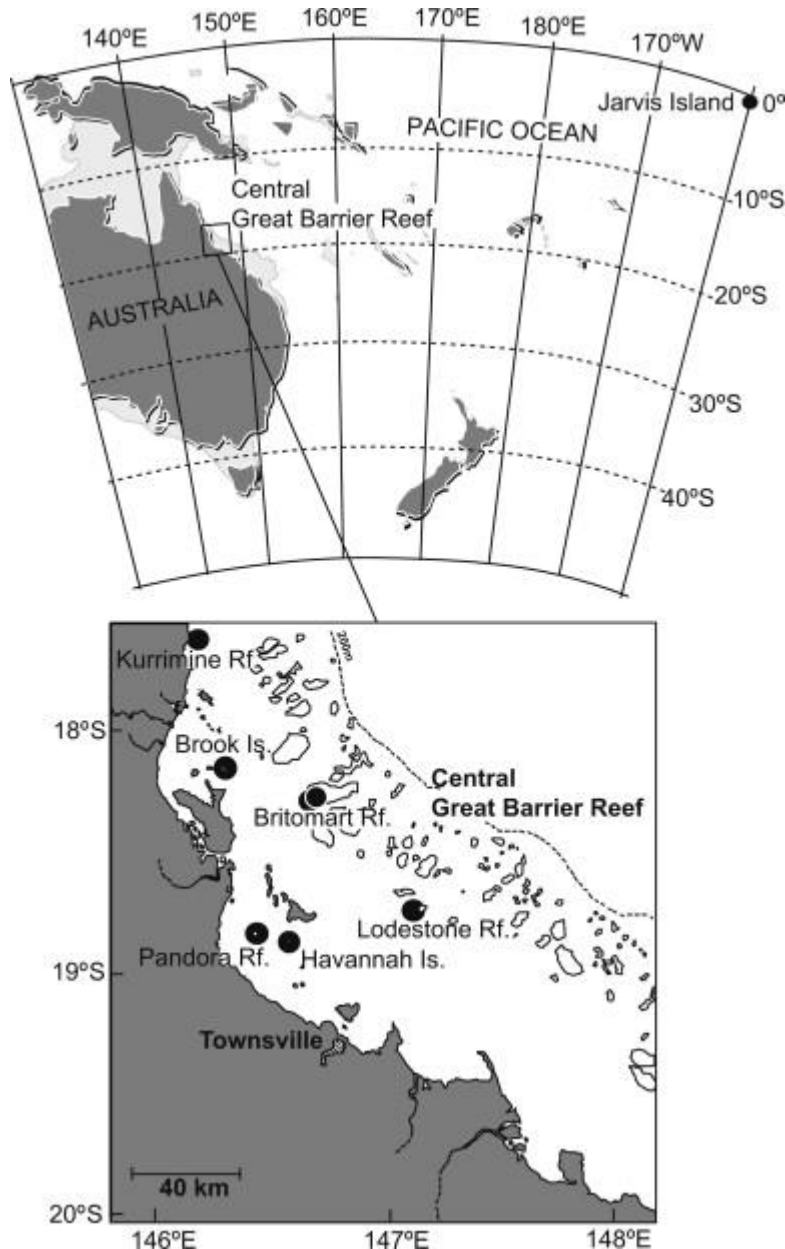 140ºE
150ºE
160ºE
170ºE
180ºE
170ºW
Jarvis Island
0º
PACIFIC OCEAN
10ºS
Central
Great Barrier Reef
20ºS
AUSTRALIA
30ºS
40ºS
200m
Kurrimine Rf.
18ºS
Brook Is.
Central
Great Barrier Reef
Britomart Rf.
Lodestone Rf.
Pandora Rf.
Havannah Is.
19ºS
Townsville
40 km
20ºS
146ºE
147ºE
148ºE